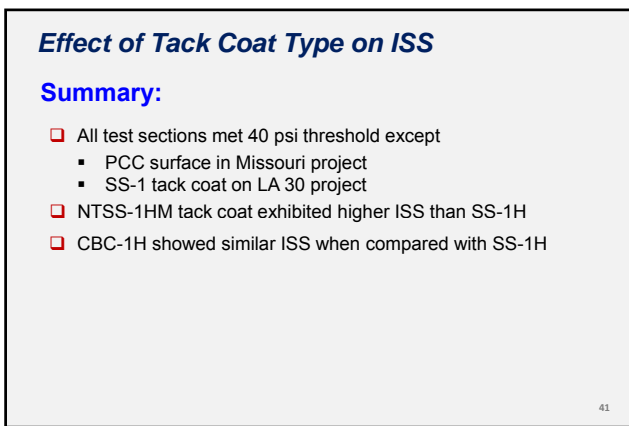 Effect of Tack Coat Type on ISS
Summary:
❑ All test sections met 40 psi threshold except
▪ PCC surface in Missouri project
▪ SS-1 tack coat on LA 30 project
❑ NTSS-1HM tack coat exhibited higher ISS than SS-1H
❑ CBC-1H showed similar ISS when compared with SS-1H
41